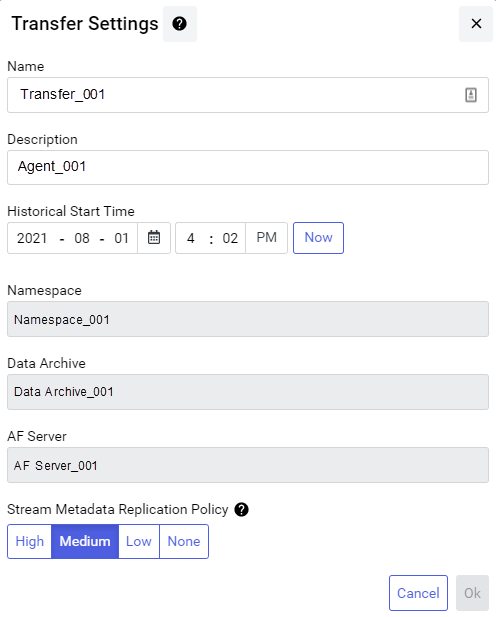 Transfer Settings ?
Name
Transfer_001
Description
Agent_001
Historical Start Time
2021 - 08 - 01 4 : 02 PM Now
Namespace
Namespace_001
Data Archive
Data Archive_001
AF Server
AF Server_001
Stream Metadata Replication Policy ?
High Medium Low None
Cancel Ok